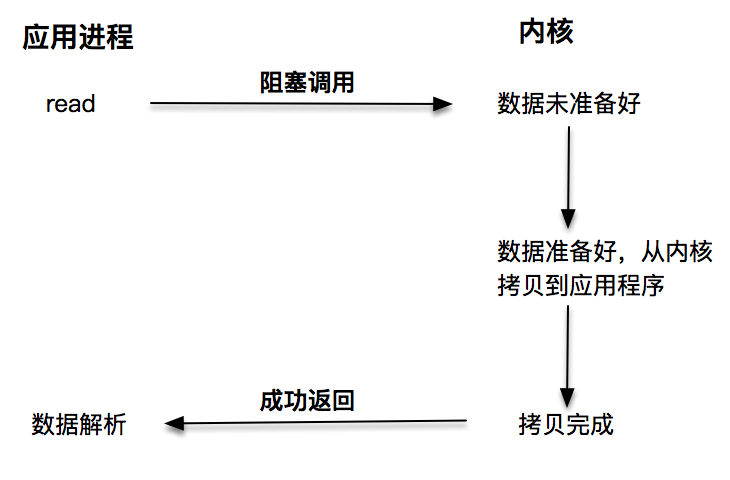 应用进程
内核
阻塞调用
read
数据未准备好
数据准备好，从内核
拷贝到应用程序
成功返回
数据解析
拷贝完成